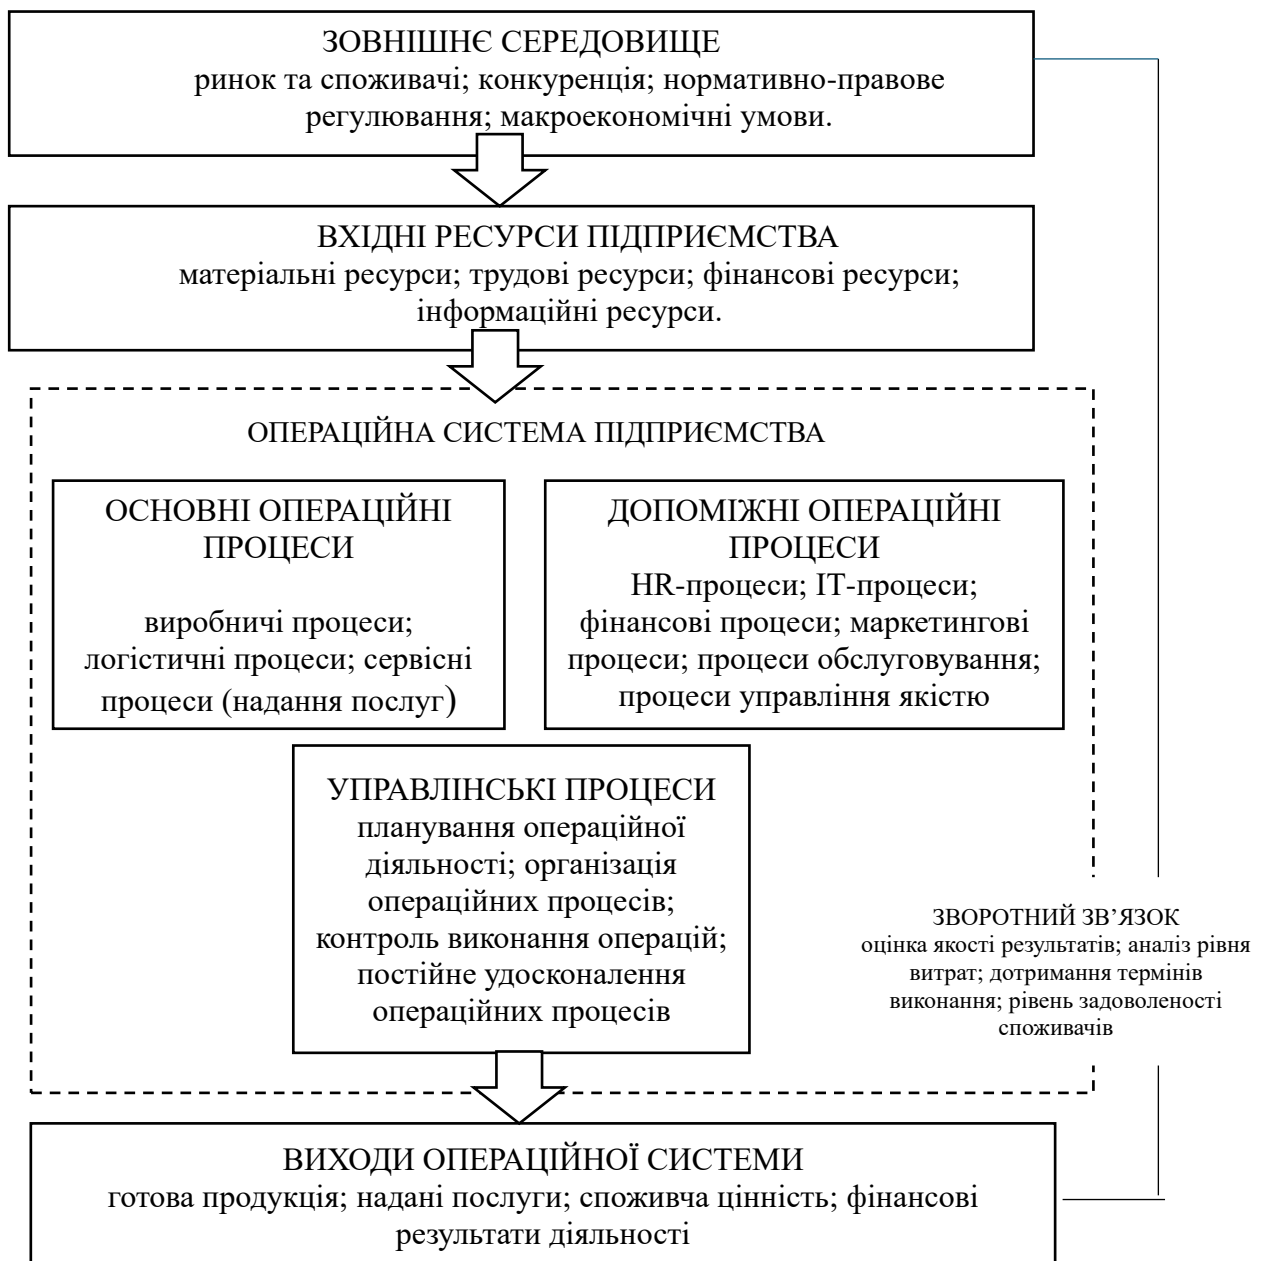 ЗОВНІШНЄ СЕРЕДОВИЩЕ
ринок та споживачі; конкуренція; нормативно-правове
регулювання; макроекономічні умови.
ВХІДНІ РЕСУРСИ ПІДПРИЄМСТВА
матеріальні ресурси; трудові ресурси; фінансові ресурси;
інформаційні ресурси.
ОПЕРАЦІЙНА СИСТЕМА ПІДПРИЄМСТВА
ОСНОВНІ ОПЕРАЦІЙНІ
ПРОЦЕСИ
виробничі процеси;
логістичні процеси; сервісні
процеси (надання послуг)
ДОПОМІЖНІ ОПЕРАЦІЙНІ
ПРОЦЕСИ
HR-процеси; ІТ-процеси;
фінансові процеси; маркетингові
процеси; процеси обслуговування;
процеси управління якістю
УПРАВЛІНСЬКІ ПРОЦЕСИ
планування операційної
діяльності; організація
операційних процесів;
контроль виконання операцій;
постійне удосконалення
операційних процесів
ЗВОРОТНИЙ ЗВ’ЯЗОК
оцінка якості результатів; аналіз рівня
витрат; дотримання термінів
виконання; рівень задоволеності
споживачів
ВИХОДИ ОПЕРАЦІЙНОЇ СИСТЕМИ
готова продукція; надані послуги; споживча цінність; фінансові
результати діяльності